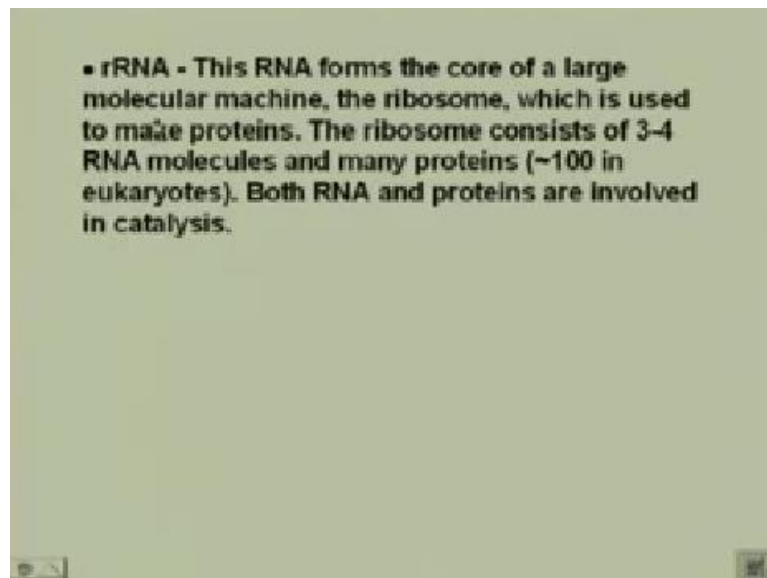 • rRNA - This RNA forms the core of a large
molecular machine, the ribosome, which is used
to make proteins. The ribosome consists of 3-4
RNA molecules and many proteins (~100 in
eukaryotes). Both RNA and proteins are involved
in catalysis.